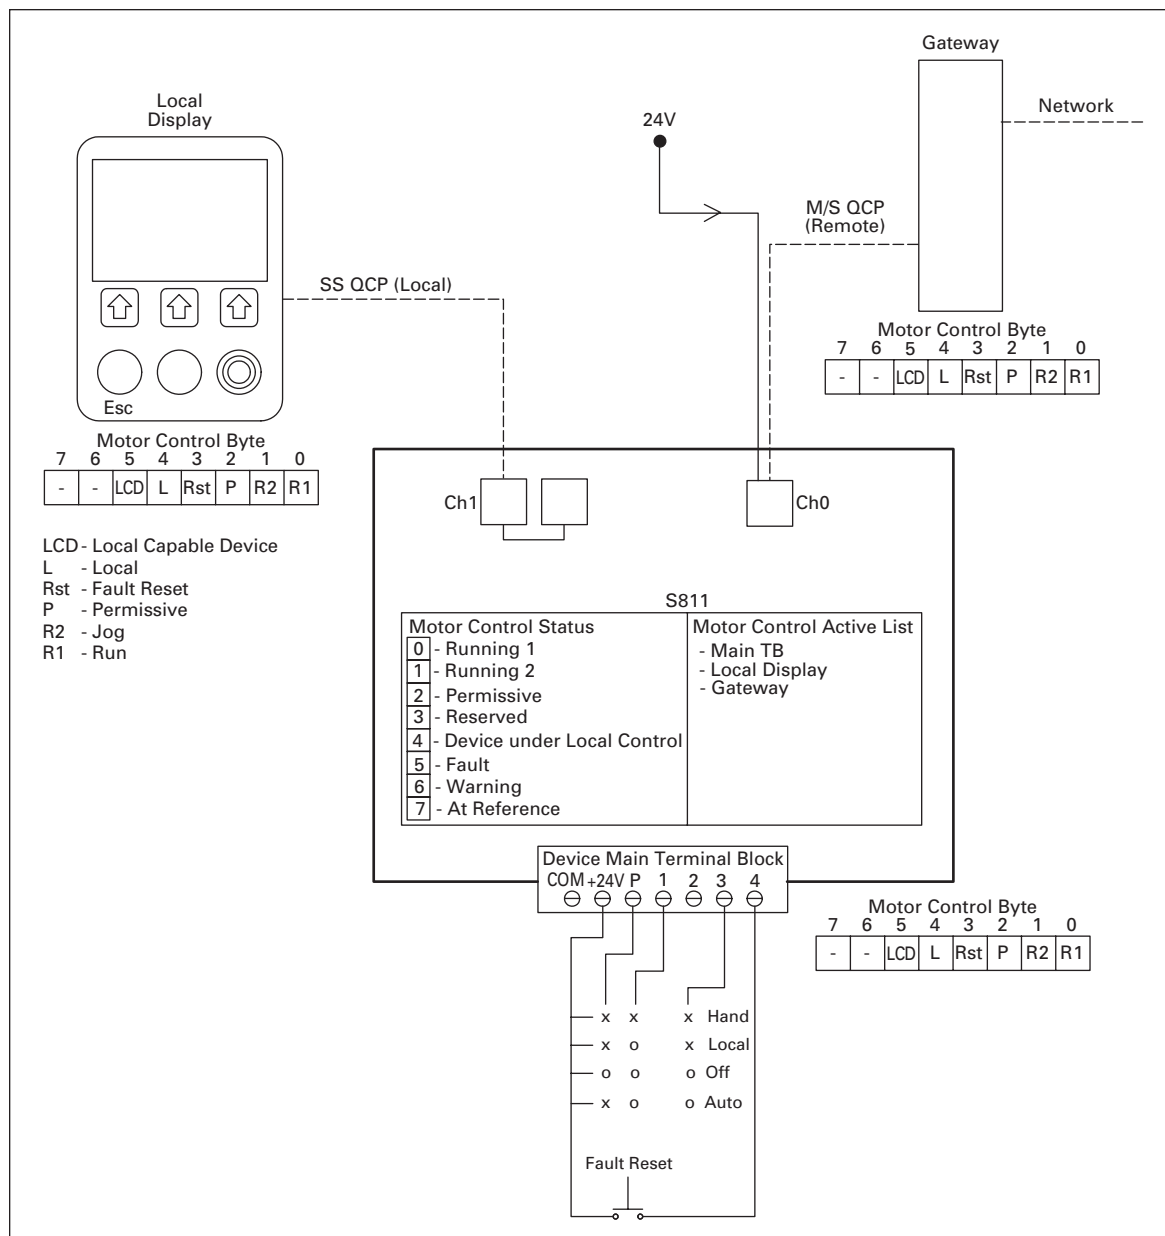 Gateway
Network
Local
Display
24V
M/S QCP
(Remote)
SS QCP (Local)
Esc
Motor Control Byte
7 6 5 4 3 2 1 0
- - LCD L Rst P R2 R1
Motor Control Byte
7 6 5 4 3 2 1 0
- - LCD L Rst P R2 R1
LCD - Local Capable Device
L - Local
Rst - Fault Reset
P - Permissive
R2 - Jog
R1 - Run
Ch1
Ch0
S811
Motor Control Status
0 - Running 1
1 - Running 2
2 - Permissive
3 - Reserved
4 - Device under Local Control
5 - Fault
6 - Warning
7 - At Reference
Motor Control Active List
- Main TB
- Local Display
- Gateway
Device Main Terminal Block
COM +24V P 1 2 3 4
Motor Control Byte
7 6 5 4 3 2 1 0
- - LCD L Rst P R2 R1
x x x Hand
x o x Local
o o o Off
x o o Auto
Fault Reset